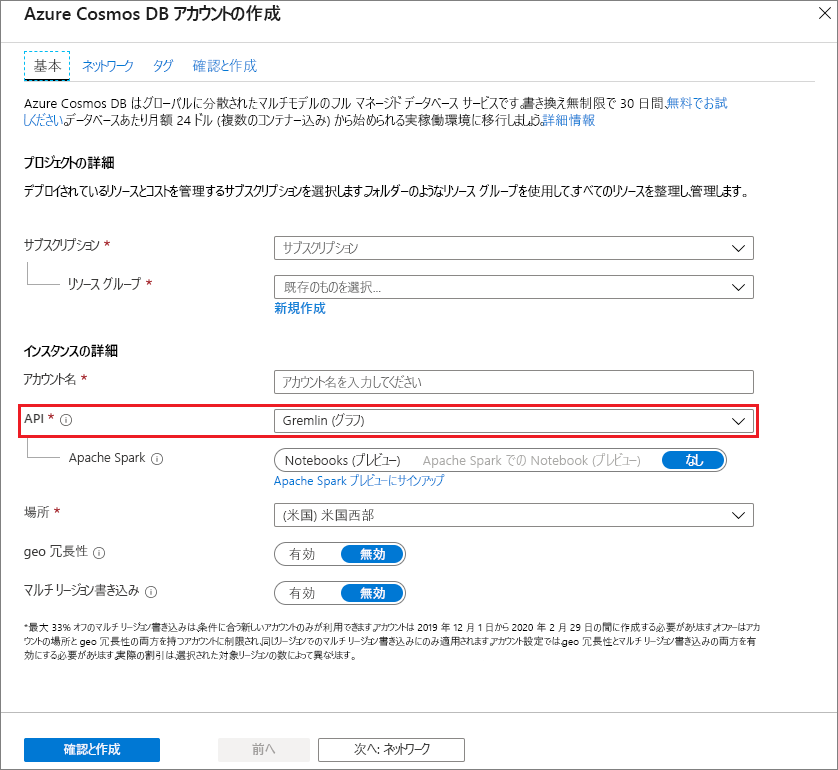 Azure Cosmos DB アカウントの作成
基本 ネットワーク タグ 確認と作成
Azure Cosmos DB はグローバルに分散されたマルチモデルのフル マネージド データベース サービスです。書き換え無制限で 30 日間、無料でお試
しください。データベースあたり月額 24 ドル (複数のコンテナー込み) から始められる実稼働環境に移行しましょう。詳細情報
プロジェクトの詳細
デプロイされているリソースとコストを管理するサブスクリプションを選択します。フォルダーのようなリソース グループを使用して、すべてのリソースを整理し、管理します。
サブスクリプション * サブスクリプション
リソース グループ * 既存のものを選択...
新規作成
インスタンスの詳細
アカウント名 * アカウント名を入力してください
API * Gremlin (グラフ)
Apache Spark Notebooks (プレビュー) Apache Spark での Notebook (プレビュー) なし
Apache Spark プレビューにサインアップ
場所 * (米国) 米国西部
geo 冗長性 有効 無効
マルチ リージョン書き込み 有効 無効
*最大 33% オフのマルチ リージョン書き込みは、条件に合う新しいアカウントのみが利用できます。アカウントは 2019 年 12 月 1 日から 2020 年 2 月 29 日の間に作成する必要があります。オファーはアカ
ウントの場所と geo 冗長性の両方を持つアカウントに制限され、同じリージョンでのマルチ リージョン書き込みにのみ適用されます。アカウント設定では、geo 冗長性とマルチ リージョン書き込みの両方を有
効にする必要があります。実際の割引は、選択された対象リージョンの数によって異なります。
確認と作成 前へ 次へ: ネットワーク